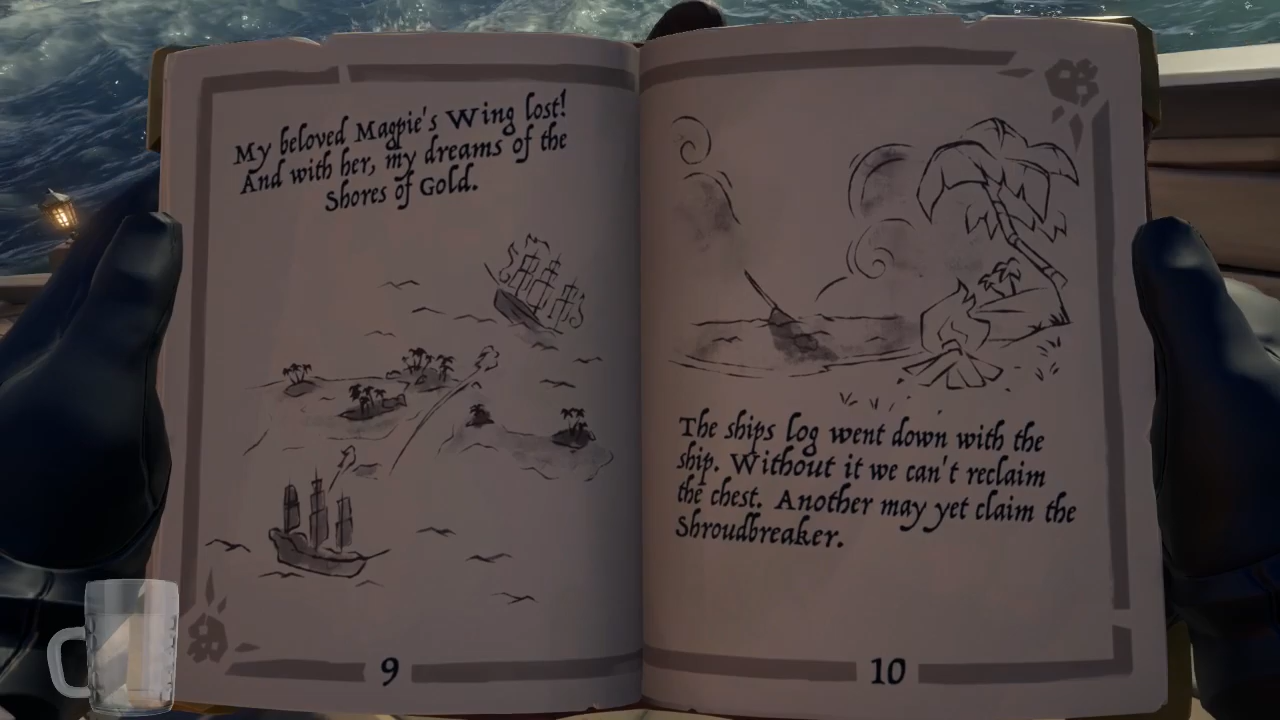 My beloved Magpie's Wing lost!
And with her, my dreams of the
Shores of Gold.
The ships log went down with the
ship. Without it we can't reclaim
the chest. Another may yet claim the
Shroudbreaker.
9
10